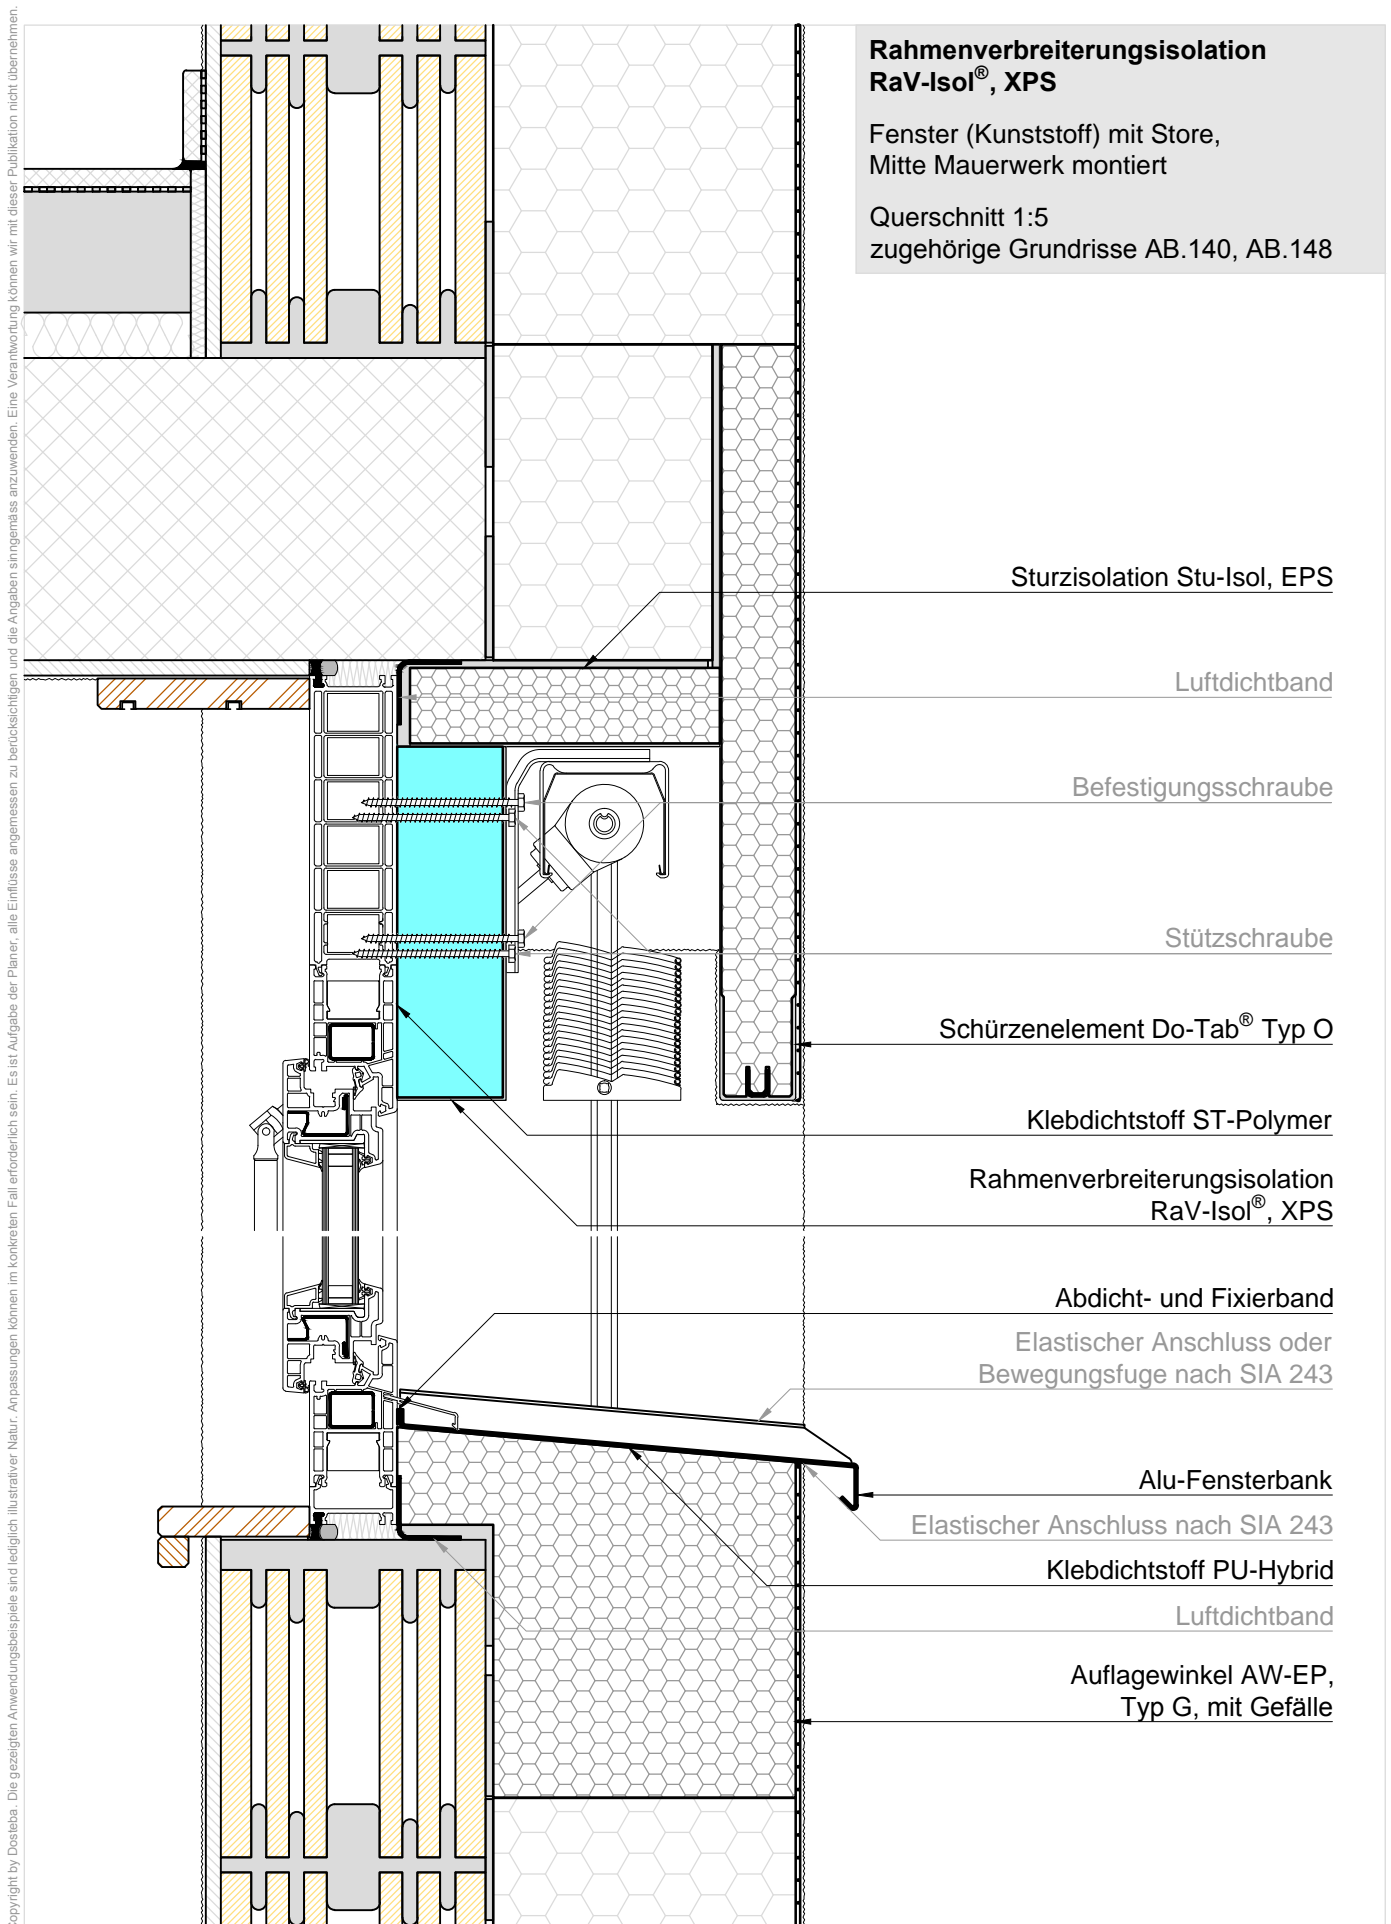 Rahmenverbreiterungsisolation
RaV-Isol®, XPS
Fenster (Kunststoff) mit Store,
Mitte Mauerwerk montiert
Querschnitt 1:5
zugehörige Grundrisse AB.140, AB.148
Sturzisolation Stu-Isol, EPS
Luftdichtband
Befestigungsschraube
Stützschraube
Schürzenelement Do-Tab® Typ O
Klebdichtstoff ST-Polymer
Rahmenverbreiterungsisolation
RaV-Isol®, XPS
Abdicht- und Fixierband
Elastischer Anschluss oder
Bewegungsfuge nach SIA 243
Alu-Fensterbank
Elastischer Anschluss nach SIA 243
Klebdichtstoff PU-Hybrid
Luftdichtband
Auflagewinkel AW-EP,
Typ G, mit Gefälle
Copyright by Dosteba. Die gezeigten Anwendungsbeispiele sind lediglich illustrativer Natur. Anpassungen können im konkreten Fall erforderlich sein. Es ist Aufgabe der Planer, alle Einflüsse angemessen zu berücksichtigen und die Angaben sinngemäss anzuwenden. Eine Verantwortung können wir mit dieser Publikation nicht übernehmen.